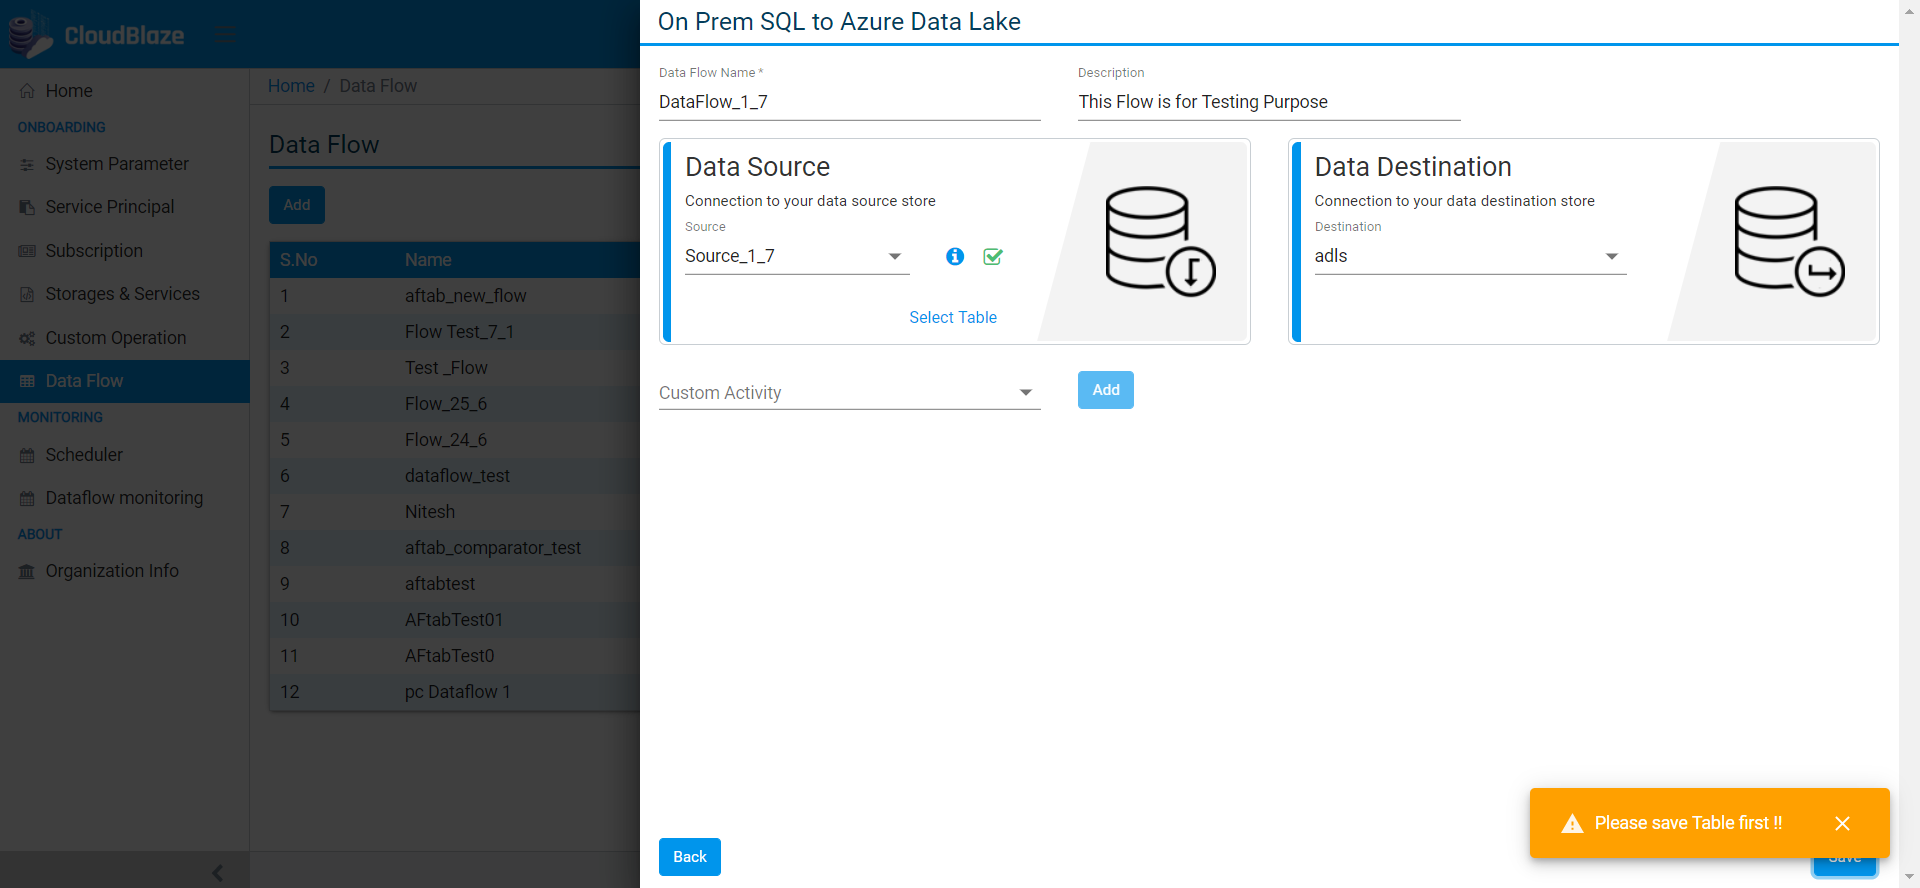 CloudBlaze
Home
ONBOARDING
System Parameter
Service Principal
Subscription
Storages & Services
Custom Operation
Data Flow
MONITORING
Scheduler
Dataflow monitoring
ABOUT
Organization Info
Home / Data Flow
Data Flow
Add
S.No Name
1 aftab_new_flow
2 Flow Test_7_1
3 Test _Flow
4 Flow_25_6
5 Flow_24_6
6 dataflow_test
7 Nitesh
8 aftab_comparator_test
9 aftabtest
10 AFtabTest01
11 AFtabTest0
12 pc Dataflow 1
On Prem SQL to Azure Data Lake
Data Flow Name * Description
DataFlow_1_7 This Flow is for Testing Purpose
Data Source
Connection to your data source store
Source
Source_1_7
Select Table
Data Destination
Connection to your data destination store
Destination
adls
Custom Activity Add
Please save Table first !!
Back Save